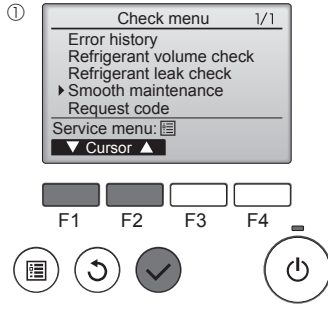 ①
Check menu 1/1
Error history
Refrigerant volume check
Refrigerant leak check
Smooth maintenance
Request code
Service menu:
▼ Cursor ▲
F1 F2 F3 F4